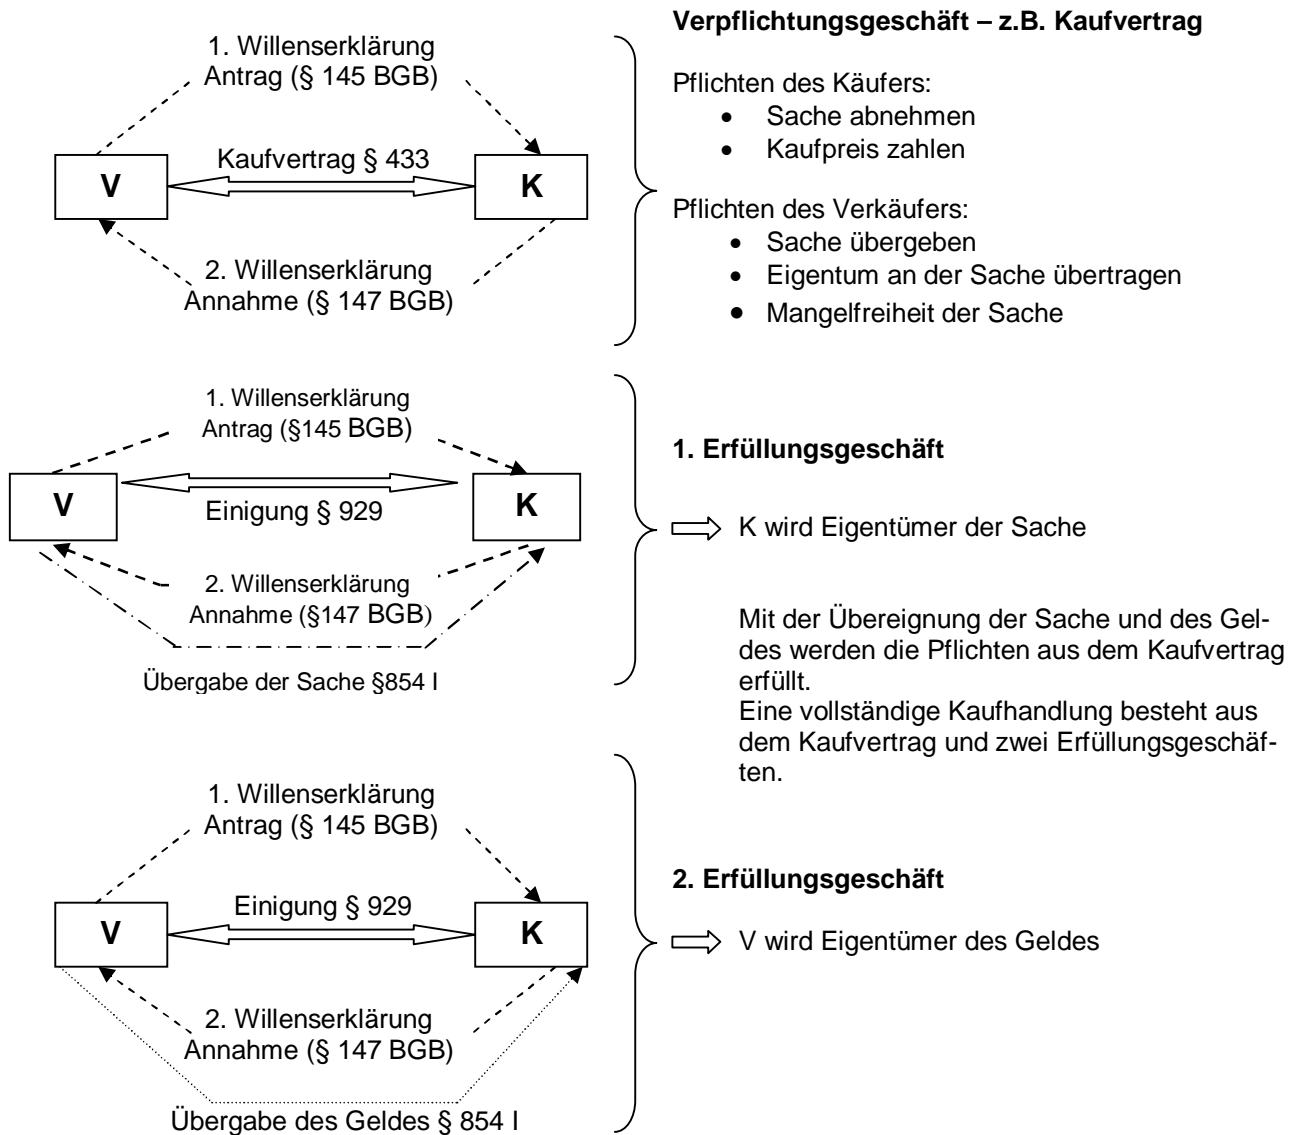 Verpflichtungsgeschäft – z.B. Kaufvertrag
1. Willenserklärung
Antrag (§ 145 BGB)
V
Kaufvertrag § 433
K
2. Willenserklärung
Annahme (§ 147 BGB)
Pflichten des Käufers:
• Sache abnehmen
• Kaufpreis zahlen
Pflichten des Verkäufers:
• Sache übergeben
• Eigentum an der Sache übertragen
• Mangelfreiheit der Sache
1. Willenserklärung
Antrag (§145 BGB)
V
Einigung § 929
K
2. Willenserklärung
Annahme (§147 BGB)
Übergabe der Sache §854 I
1. Erfüllungsgeschäft
K wird Eigentümer der Sache
Mit der Übereignung der Sache und des Gel-
des werden die Pflichten aus dem Kaufvertrag
erfüllt.
Eine vollständige Kaufhandlung besteht aus
dem Kaufvertrag und zwei Erfüllungsgeschäf-
ten.
1. Willenserklärung
Antrag (§ 145 BGB)
V
Einigung § 929
K
2. Willenserklärung
Annahme (§ 147 BGB)
Übergabe des Geldes § 854 I
2. Erfüllungsgeschäft
V wird Eigentümer des Geldes